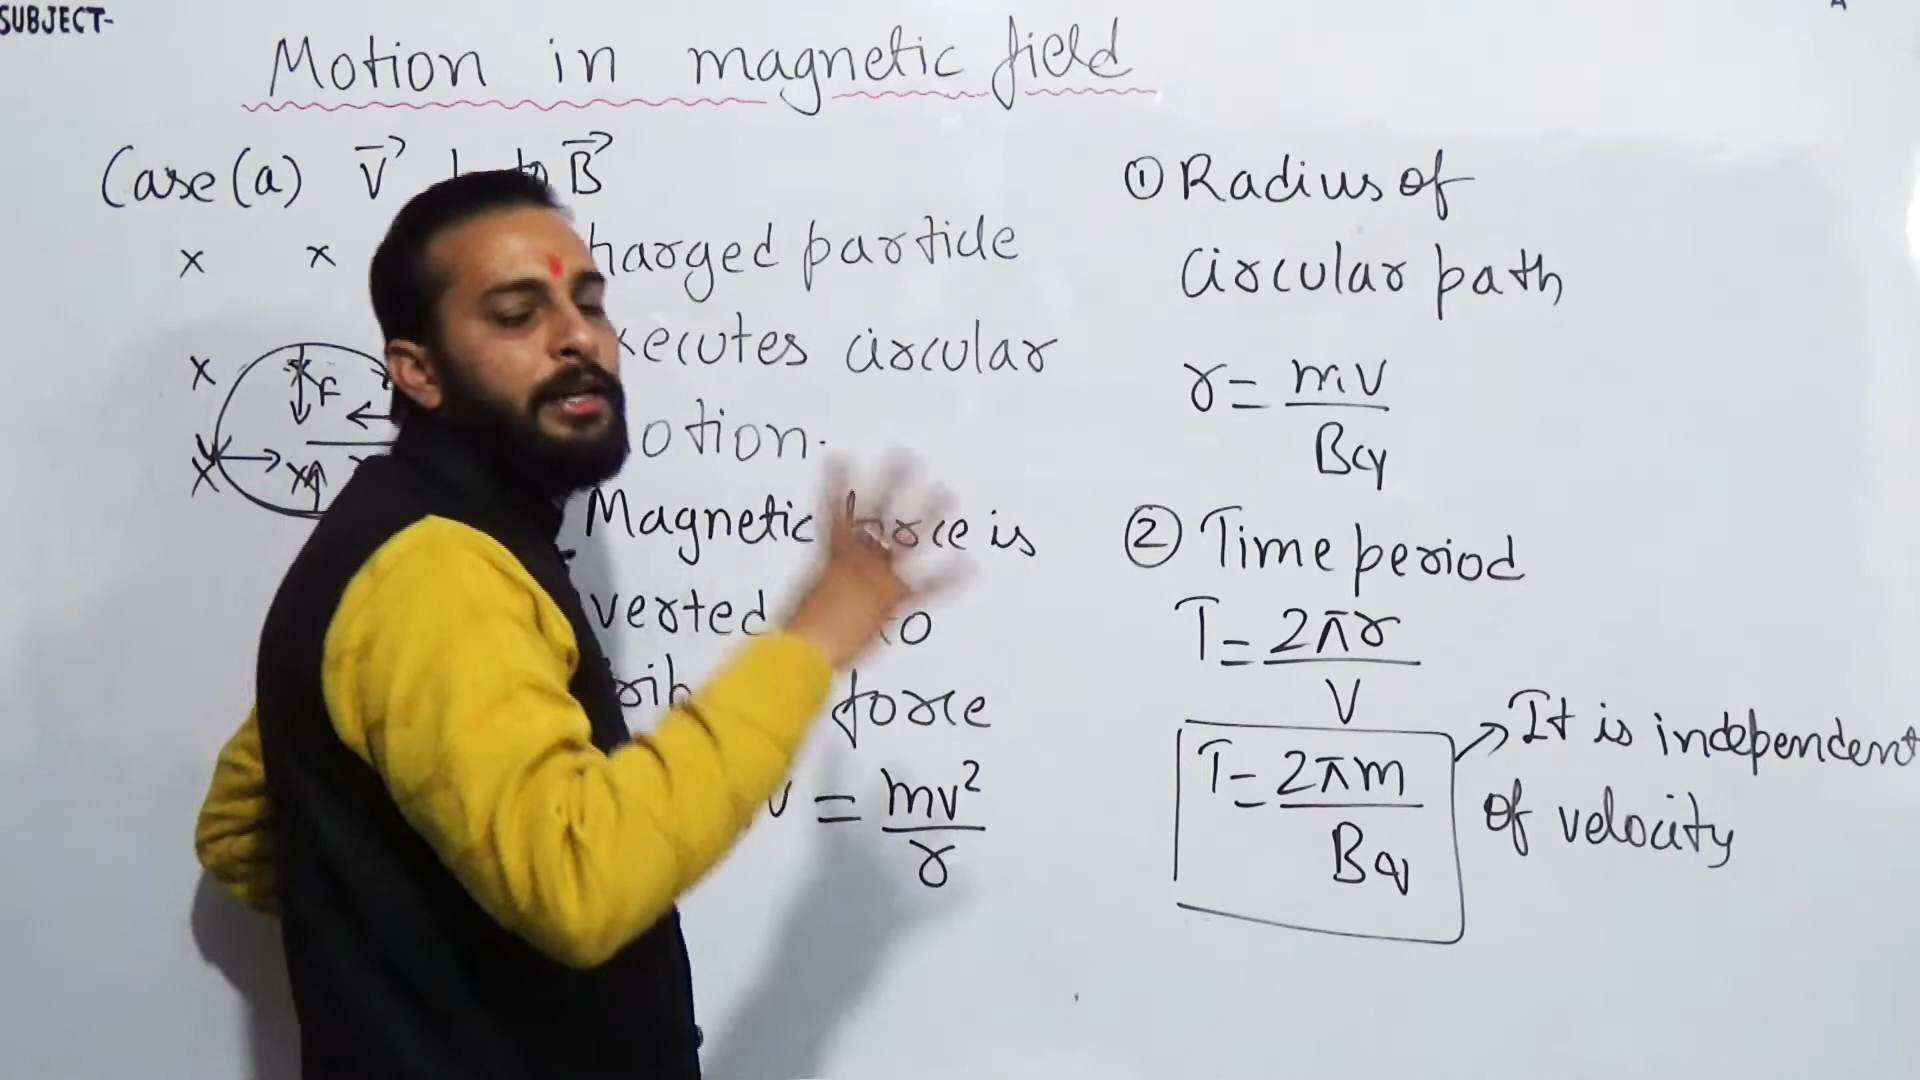 SUBJECT-
Motion in magnetic field
Case (a) V⃗ to B⃗
x x
harged particle
xecutes circular
x F
otion.
x x
Magnetic force is
verted to
force
v = mv²/r
① Radius of
circular path
r = mv/Bq
② Time period
T = 2πr/V
T = 2πm/Bq
It is independent
of velocity